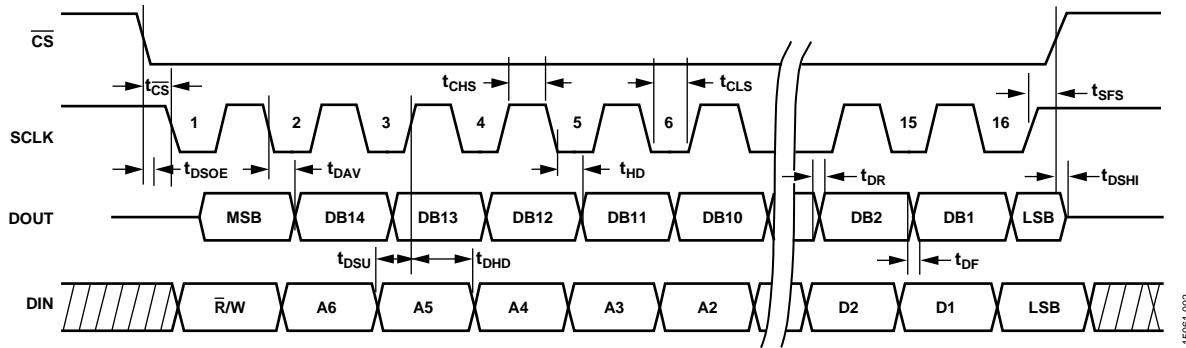 CS
tCS
tCHS
tCLS
tSFS
SCLK
1
2
3
4
5
6
15
16
tDSOE
tDAV
tHD
tDR
tDSHI
DOUT
MSB
DB14
DB13
DB12
DB11
DB10
DB2
DB1
LSB
tDSU
tDHD
tDF
DIN
R/W
A6
A5
A4
A3
A2
D2
D1
LSB
15061-002